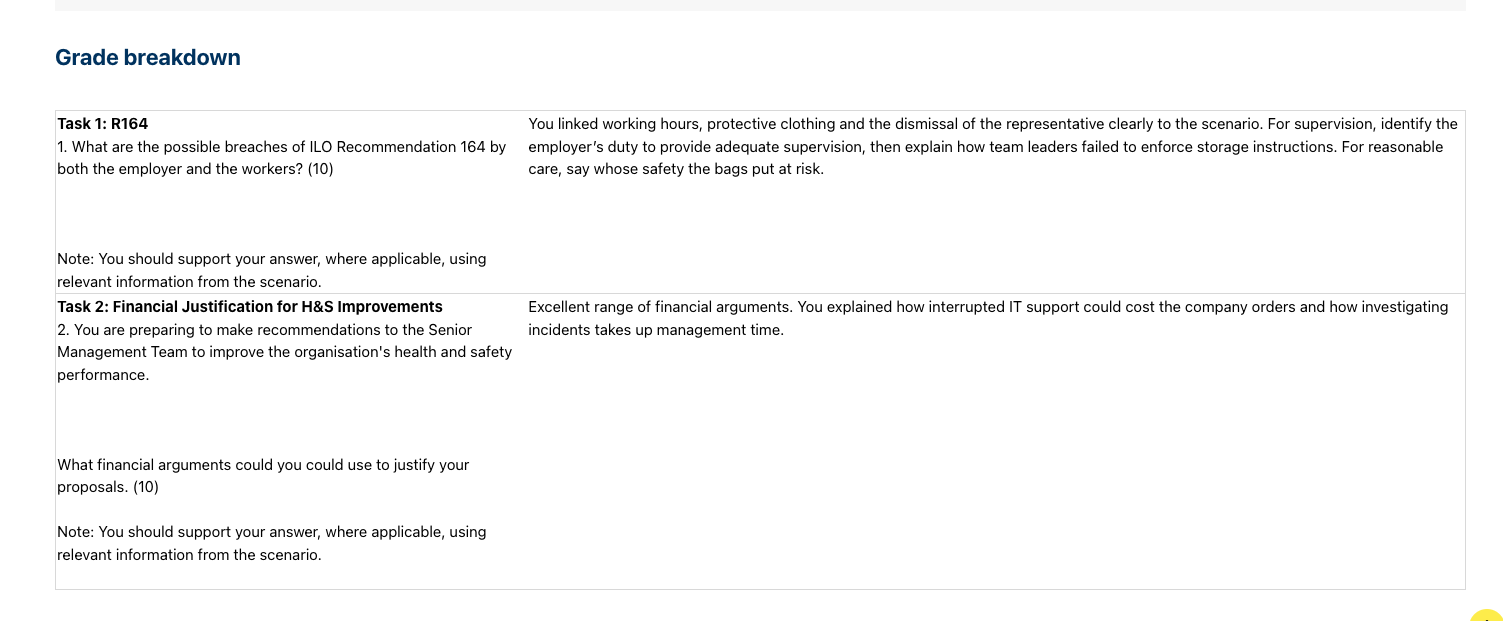 Grade breakdown
Task 1: R164
1. What are the possible breaches of ILO Recommendation 164 by
both the employer and the workers? (10)
Note: You should support your answer, where applicable, using
relevant information from the scenario.
You linked working hours, protective clothing and the dismissal of the representative clearly to the scenario. For supervision, identify the
employer’s duty to provide adequate supervision, then explain how team leaders failed to enforce storage instructions. For reasonable
care, say whose safety the bags put at risk.
Task 2: Financial Justification for H&S Improvements
2. You are preparing to make recommendations to the Senior
Management Team to improve the organisation's health and safety
performance.
What financial arguments could you could use to justify your
proposals. (10)
Note: You should support your answer, where applicable, using
relevant information from the scenario.
Excellent range of financial arguments. You explained how interrupted IT support could cost the company orders and how investigating
incidents takes up management time.